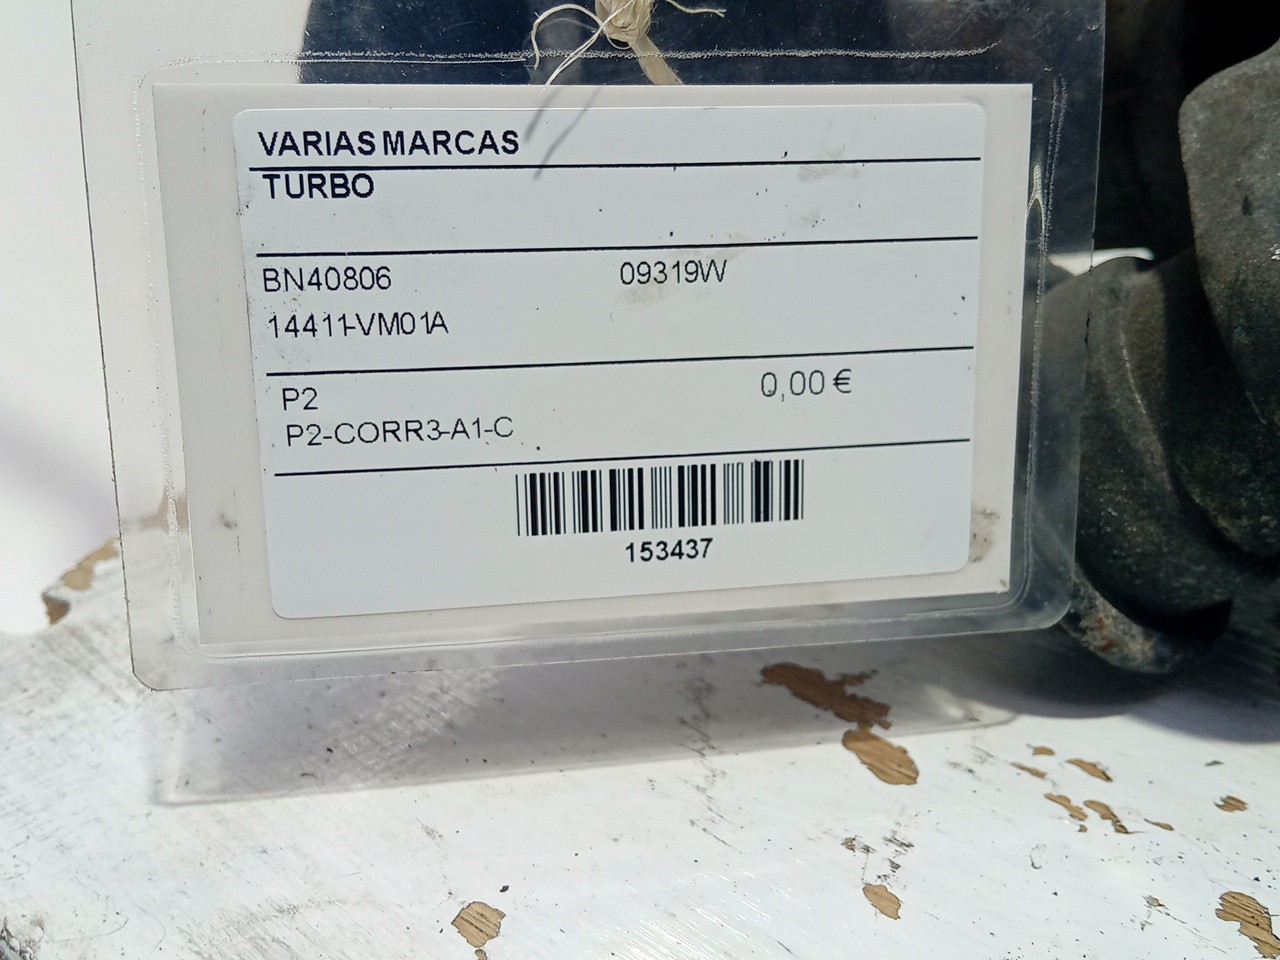 VARIAS MARCAS
TURBO
BN40806 09319W
14411-VM01A
P2 0,00 €
P2-CORR3-A1-C
153437